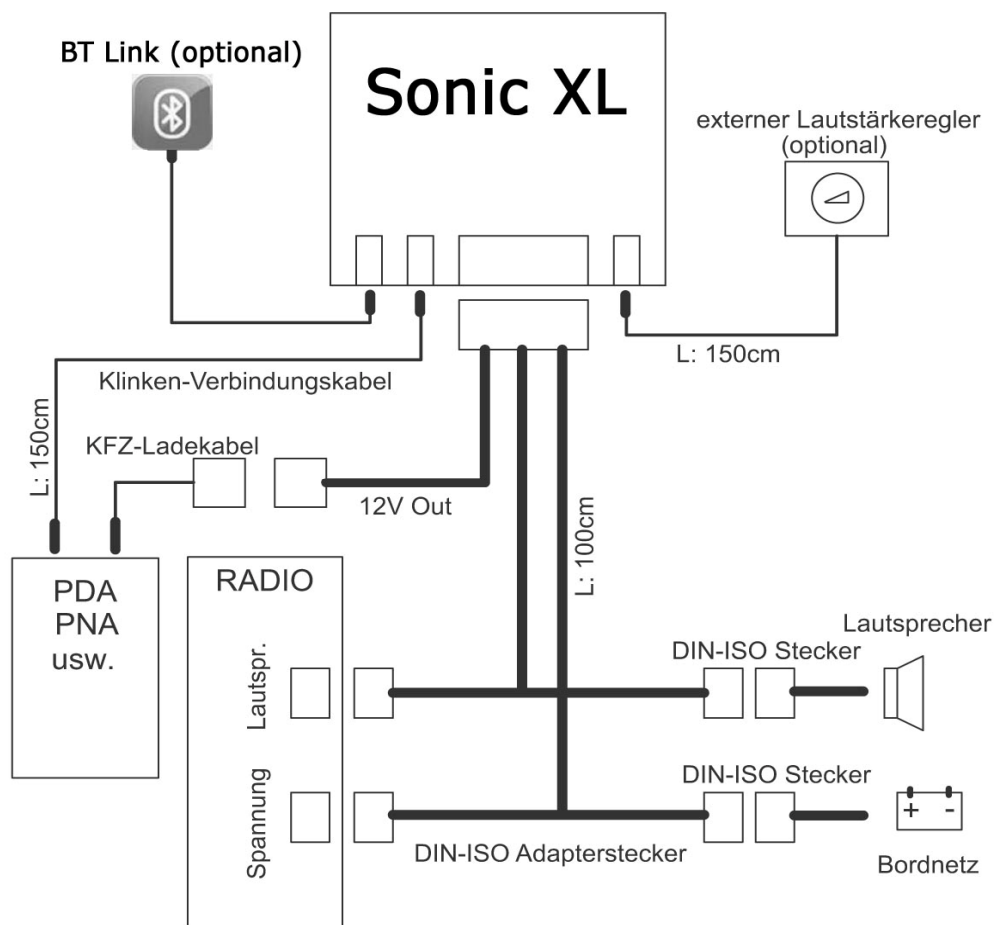 BT Link (optional)
Sonic XL
externer Lautstärkeregler
(optional)
L: 150cm
Klinken-Verbindungskabel
L: 150cm
KFZ-Ladekabel
12V Out
L: 100cm
PDA
PNA
usw.
RADIO
Lautspr.
Spannung
Lautsprecher
DIN-ISO Stecker
DIN-ISO Stecker
+ -
DIN-ISO Adapterstecker
Bordnetz